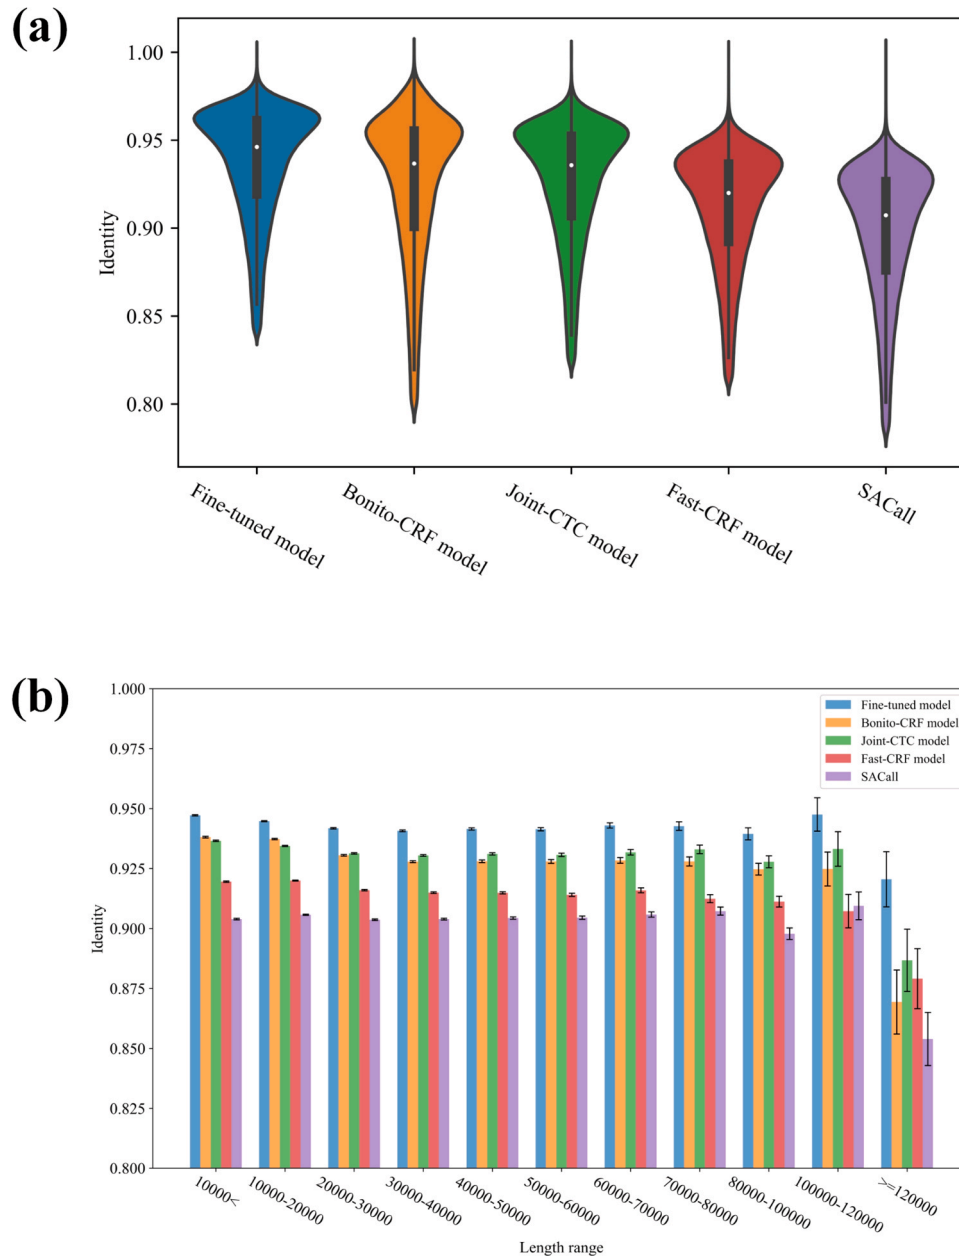 (a)
1.00
0.95
0.90
0.85
0.80
Identity
Fine-tuned model
Bonito-CRF model
Joint-CTC model
Fast-CRF model
SACall
(b)
1.000
0.975
0.950
0.925
0.900
0.875
0.850
0.825
0.800
Identity
Fine-tuned model
Bonito-CRF model
Joint-CTC model
Fast-CRF model
SACall
10000<
10000-20000
20000-30000
30000-40000
40000-50000
50000-60000
60000-70000
70000-80000
80000-100000
100000-120000
>=120000
Length range